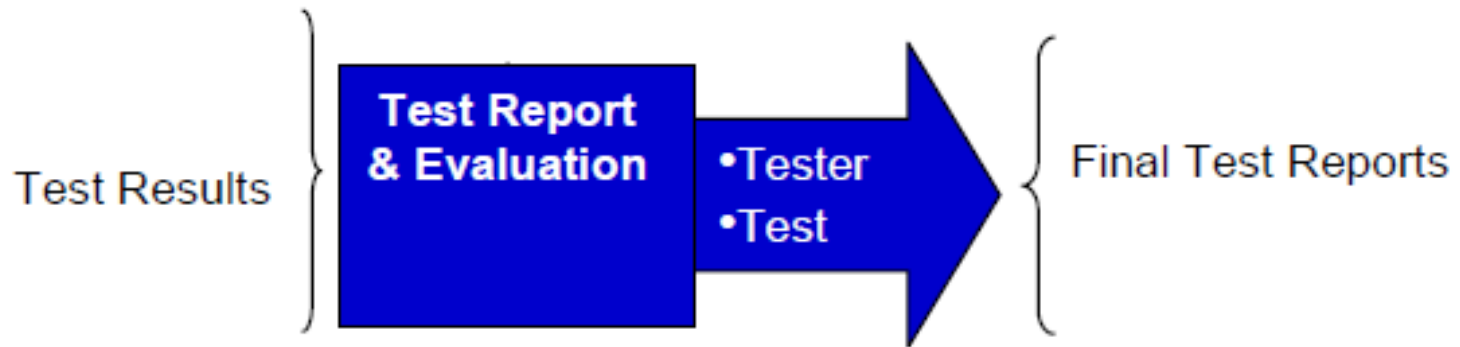 Test Results
Test Report
& Evaluation
•Tester
•Test
Final Test Reports